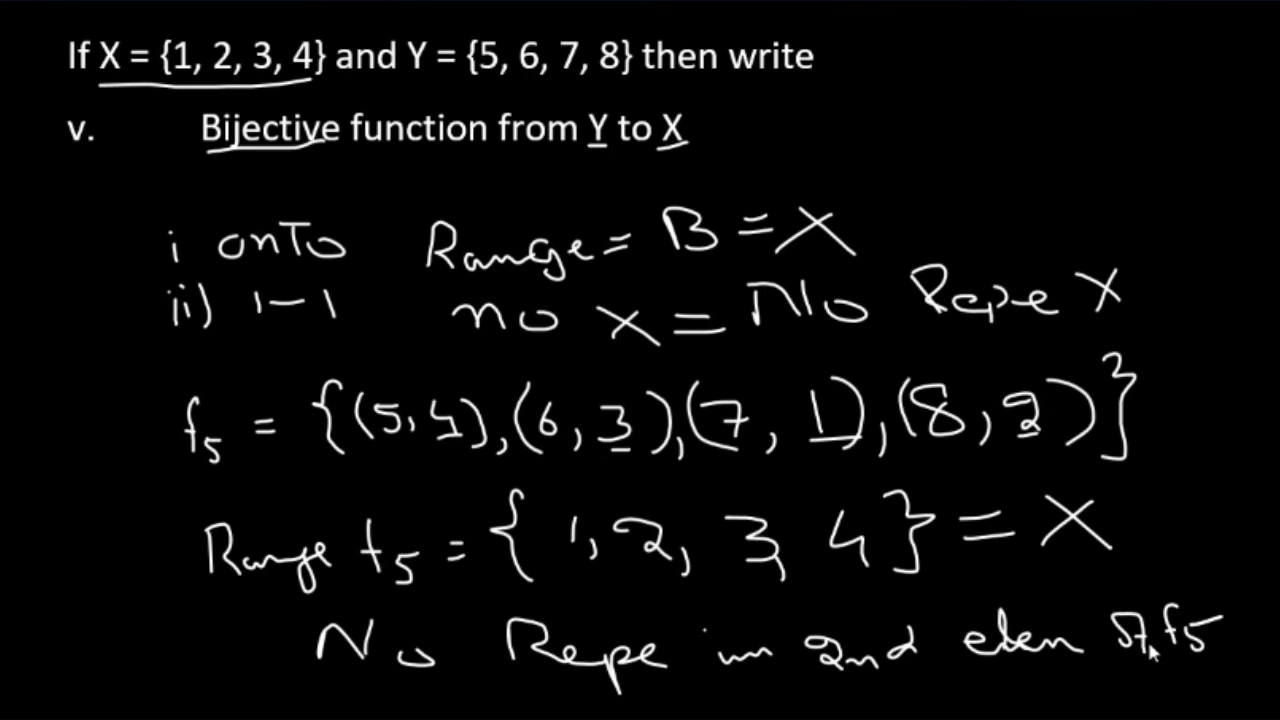 If X = {1, 2, 3, 4} and Y = {5, 6, 7, 8} then write
v. Bijective function from Y to X
i onTo Range = B = X
ii) 1-1 no X = No Repe X
f5 = {(5,4),(6,3),(7,1),(8,2)}
Range f5 = {1,2,3,4} = X
No Repe in 2nd elem of f5